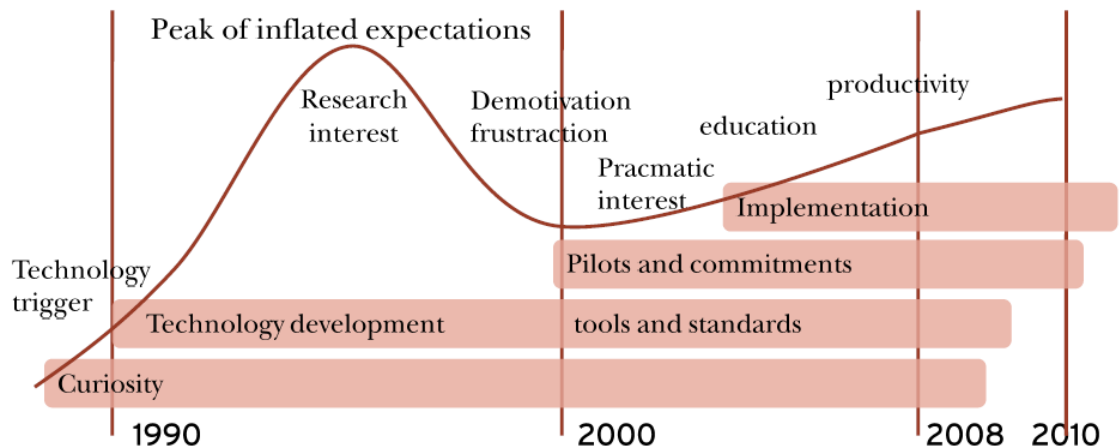 Peak of inflated expectations
Research
interest
Demotivation
frustraction
productivity
education
Pracmatic
interest
Implementation
Technology
trigger
Pilots and commitments
Technology development
tools and standards
Curiosity
1990
2000
2008
2010